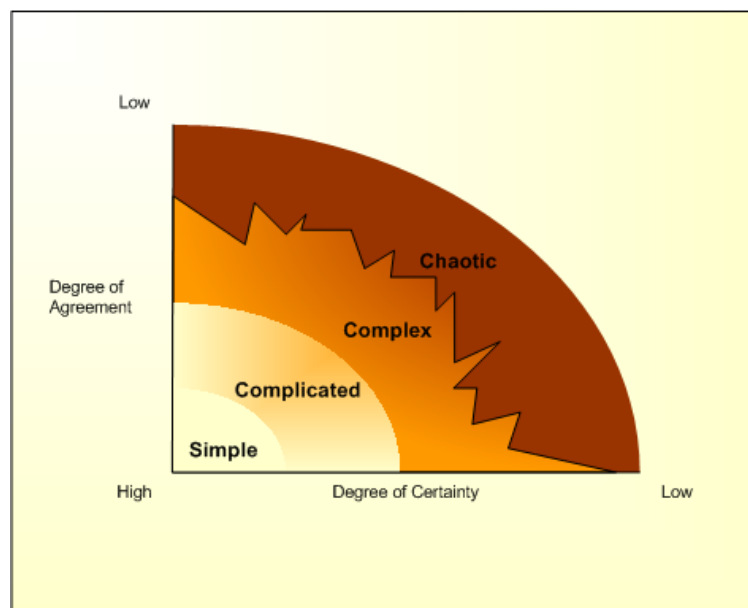 Low
Chaotic
Degree of
Agreement
Complex
Complicated
Simple
High
Degree of Certainty
Low